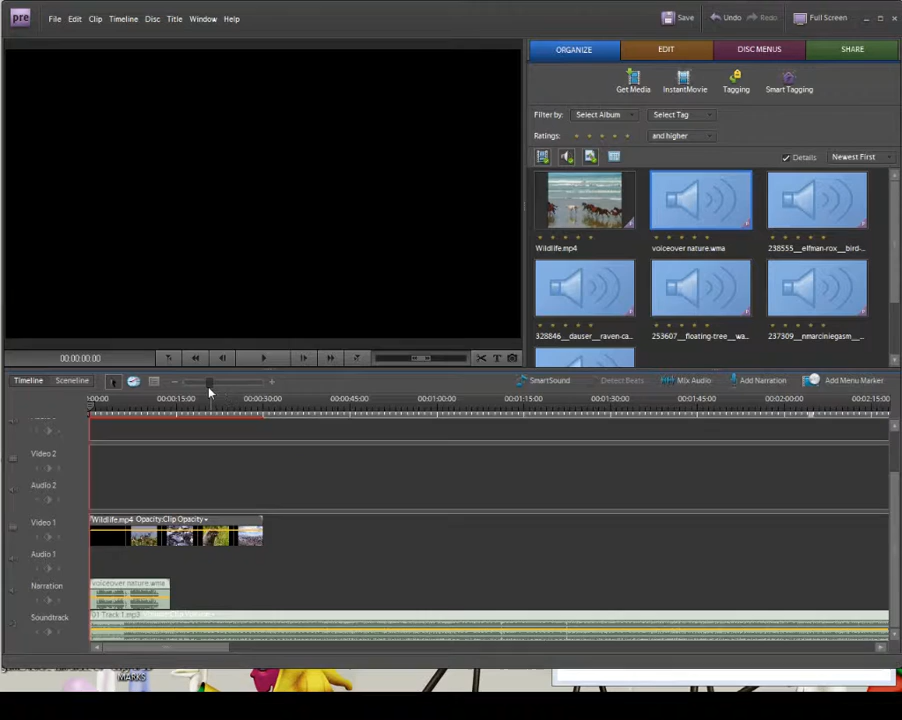 pre File Edit Clip Timeline Disc Title Window Help Save Undo Redo Full Screen
ORGANIZE EDIT DISC MENUS SHARE
Get Media InstantMovie Tagging Smart Tagging
Filter by: Select Album Select Tag
Ratings: and higher
Details Newest First
Wildlife.mp4 voiceover nature.wma 238555__elfman-rox__bird-...
328846__dauser__raven-ca... 253607__floating-tree__wa... 237309__nmarciniegasm__...
00:00:00:00
Timeline Sceneline SmartSound Detect Beats Mix Audio Add Narration Add Menu Marker
00:00 00:00:15:00 00:00:30:00 00:00:45:00 00:01:00:00 00:01:15:00 00:01:30:00 00:01:45:00 00:02:00:00 00:02:15:00
Video 2
Audio 2
Video 1 Wildlife.mp4 Opacity:Clip Opacity
Audio 1
Narration voiceover nature.wma
Soundtrack 01 Track 1.mp3
MARKS